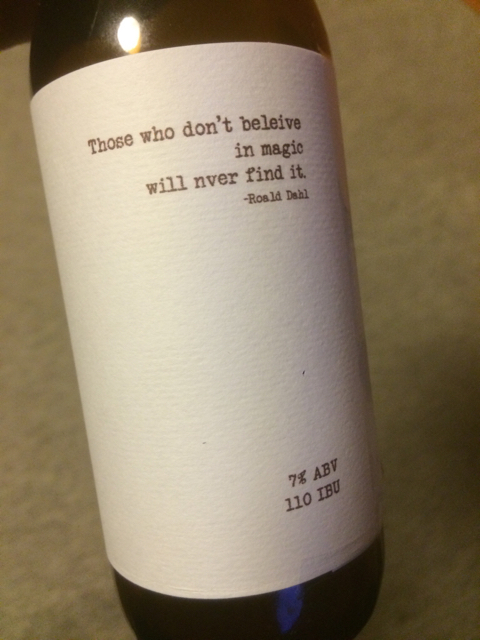 Those who don't beleive
in magic
will nver find it.
-Roald Dahl
7% ABV
110 IBU